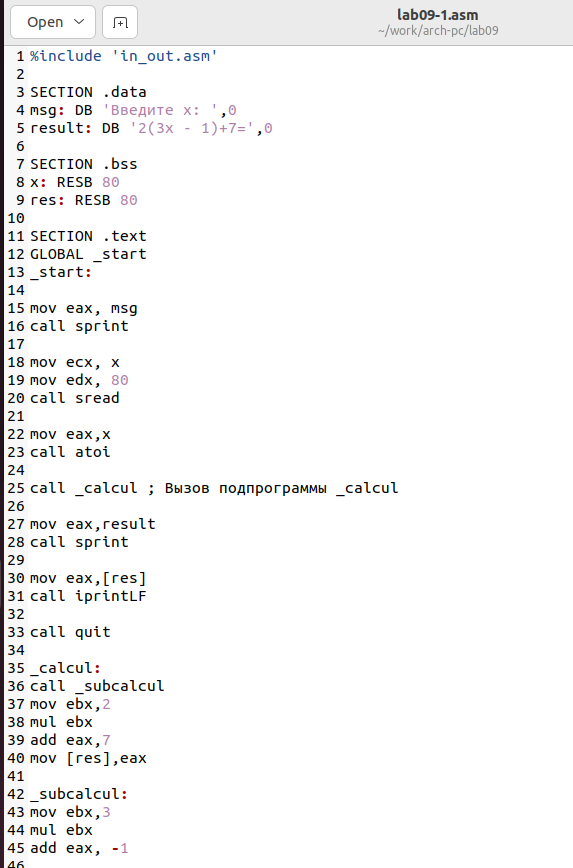 Open
lab09-1.asm
~/work/arch-pc/lab09
1 %include 'in_out.asm'
2
3 SECTION .data
4 msg: DB 'Введите x: ',0
5 result: DB '2(3x - 1)+7=',0
6
7 SECTION .bss
8 x: RESB 80
9 res: RESB 80
10
11 SECTION .text
12 GLOBAL _start
13 _start:
14
15 mov eax, msg
16 call sprint
17
18 mov ecx, x
19 mov edx, 80
20 call sread
21
22 mov eax,x
23 call atoi
24
25 call _calcul ; Вызов подпрограммы _calcul
26
27 mov eax,result
28 call sprint
29
30 mov eax,[res]
31 call iprintLF
32
33 call quit
34
35 _calcul:
36 call _subcalcul
37 mov ebx,2
38 mul ebx
39 add eax,7
40 mov [res],eax
41
42 _subcalcul:
43 mov ebx,3
44 mul ebx
45 add eax, -1
46